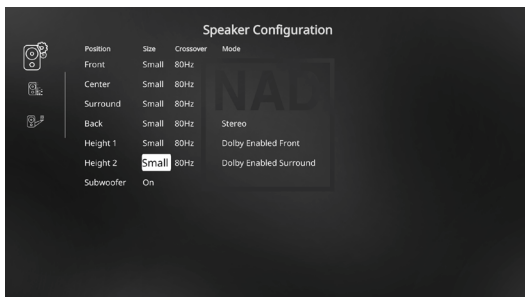 Speaker Configuration
Position Size Crossover Mode
Front Small 80Hz
Center Small 80Hz
Surround Small 80Hz
Back Small 80Hz Stereo
Height 1 Small 80Hz Dolby Enabled Front
Height 2 Small 80Hz Dolby Enabled Surround
Subwoofer On
NAD